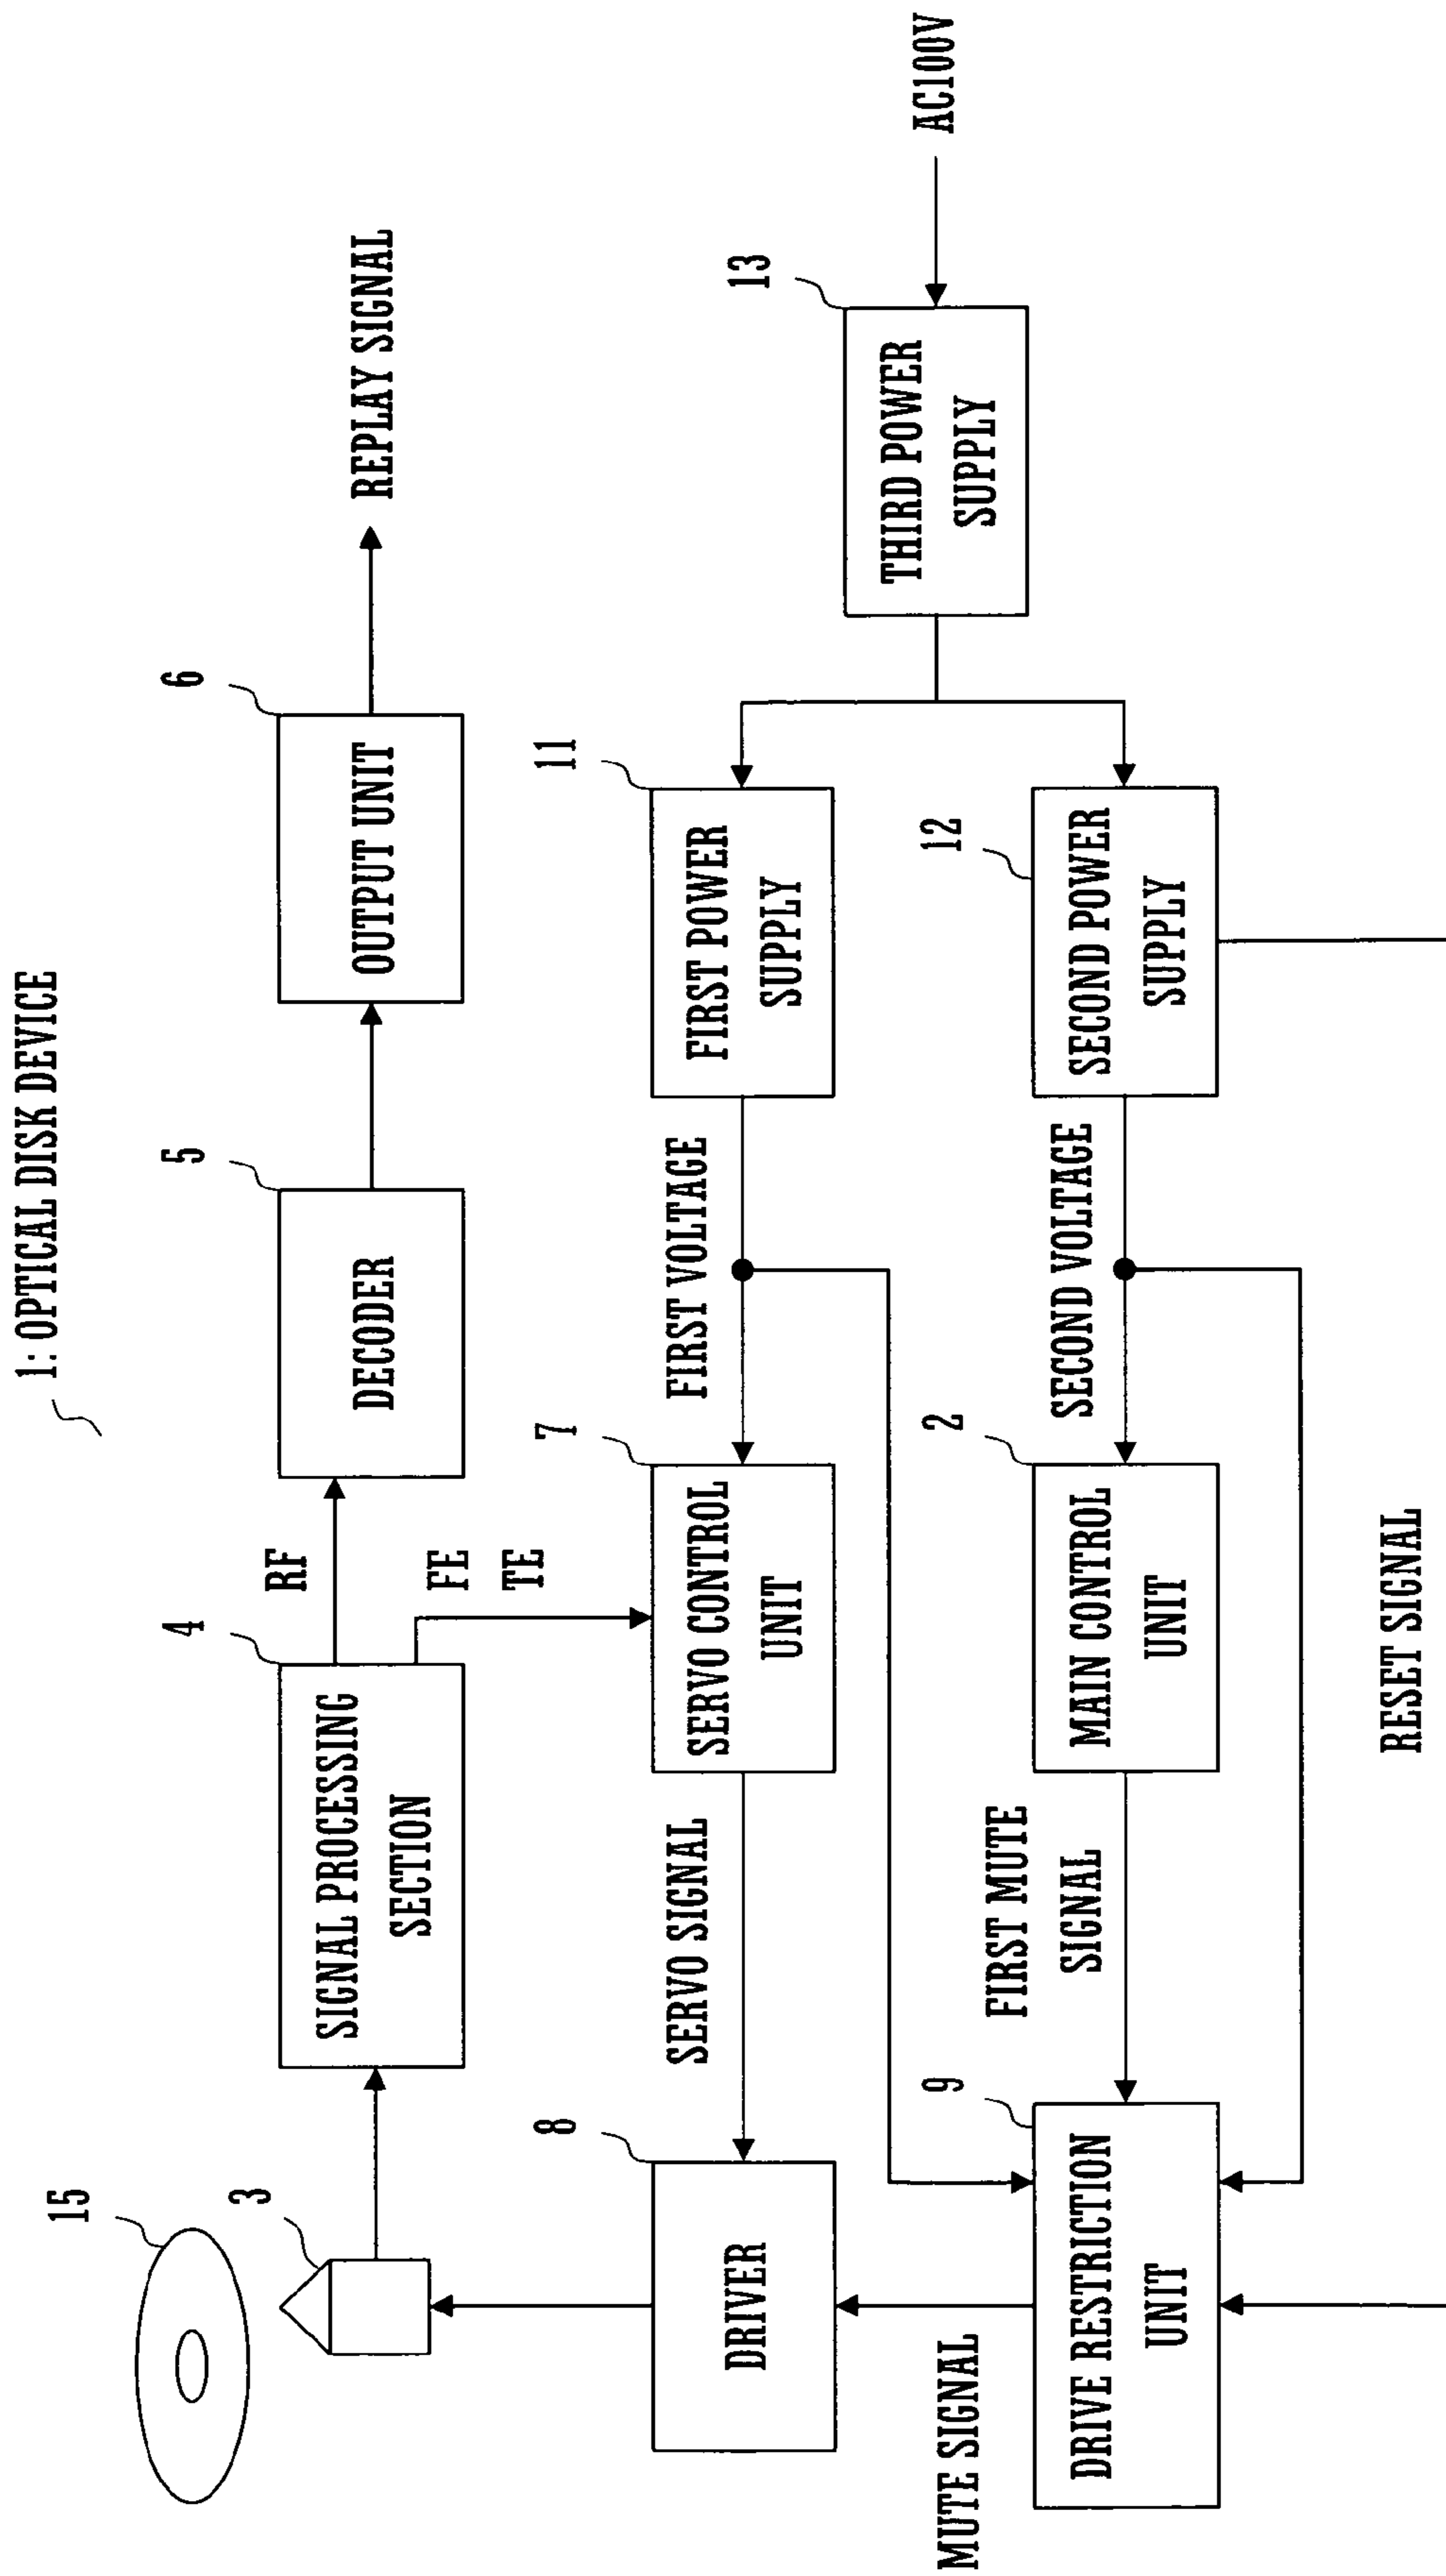 1: OPTICAL DISK DEVICE
15
3
4
SIGNAL PROCESSING
SECTION
RF
FE
TE
5
DECODER
6
OUTPUT UNIT
REPLAY SIGNAL
8
DRIVER
SERVO SIGNAL
7
SERVO CONTROL
UNIT
FIRST VOLTAGE
11
FIRST POWER
SUPPLY
13
THIRD POWER
SUPPLY
AC100V
MUTE SIGNAL
9
DRIVE RESTRICTION
UNIT
FIRST MUTE
SIGNAL
2
MAIN CONTROL
UNIT
SECOND VOLTAGE
12
SECOND POWER
SUPPLY
RESET SIGNAL